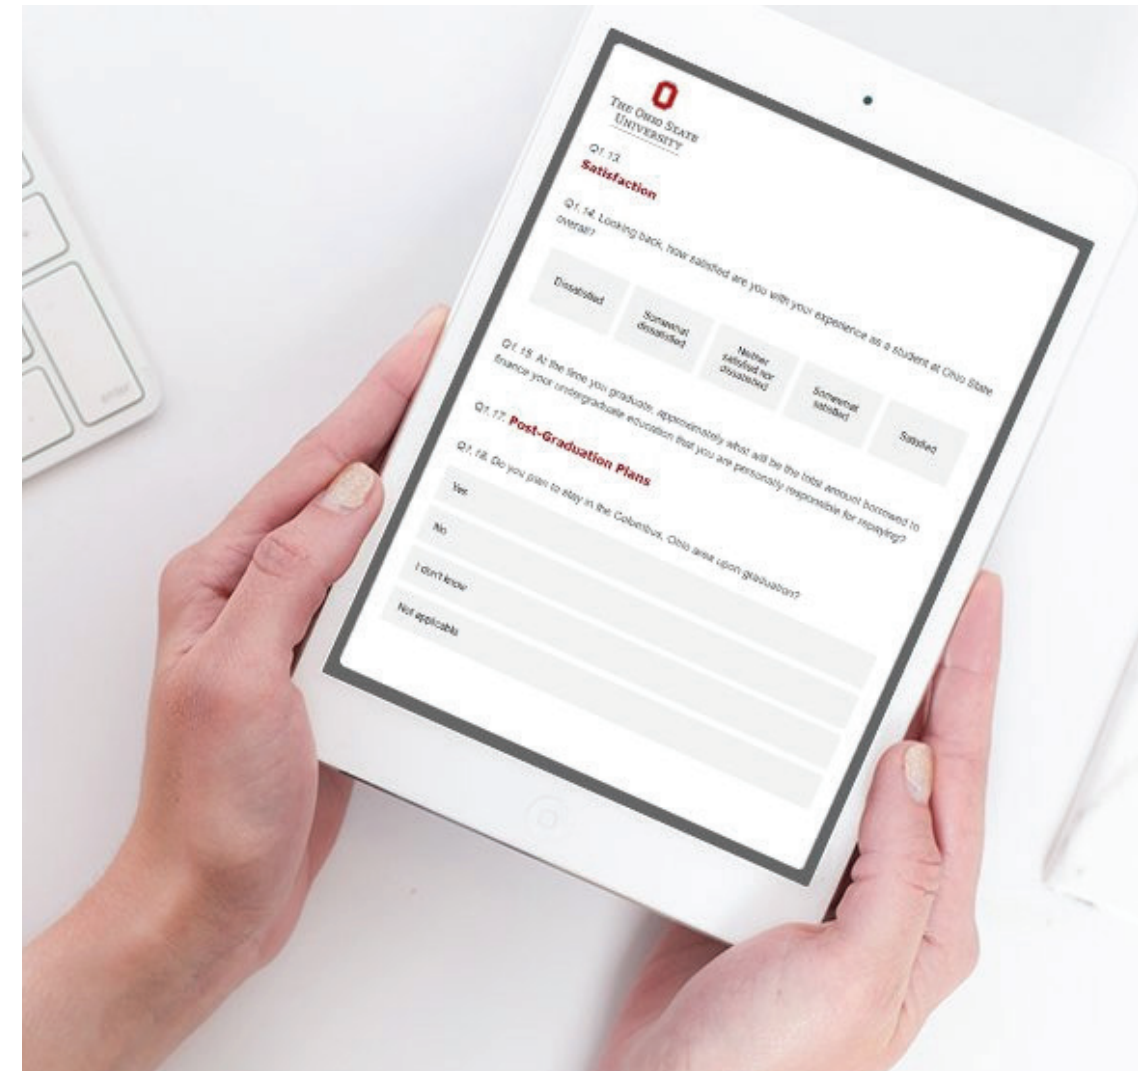 O
THE OHIO STATE
UNIVERSITY
Q1.13.
Satisfaction
Q1.14. Looking back, how satisfied are you with your experience as a student at Ohio State
overall?
Dissatisfied
Somewhat
dissatisfied
Neither
satisfied nor
dissatisfied
Somewhat
satisfied
Satisfied
Q1.15. At the time you graduate, approximately what will be the total amount borrowed to
finance your undergraduate education that you are personally responsible for repaying?
Q1.17. Post-Graduation Plans
Q1.18. Do you plan to stay in the Columbus, Ohio area upon graduation?
Yes
No
I don't know
Not applicable
enter